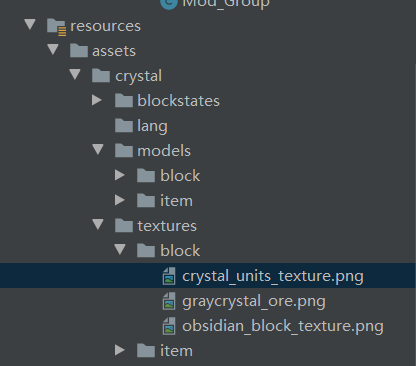 Mod_Group
resources
assets
crystal
blockstates
lang
models
block
item
textures
block
crystal_units_texture.png
graycrystal_ore.png
obsidian_block_texture.png
item